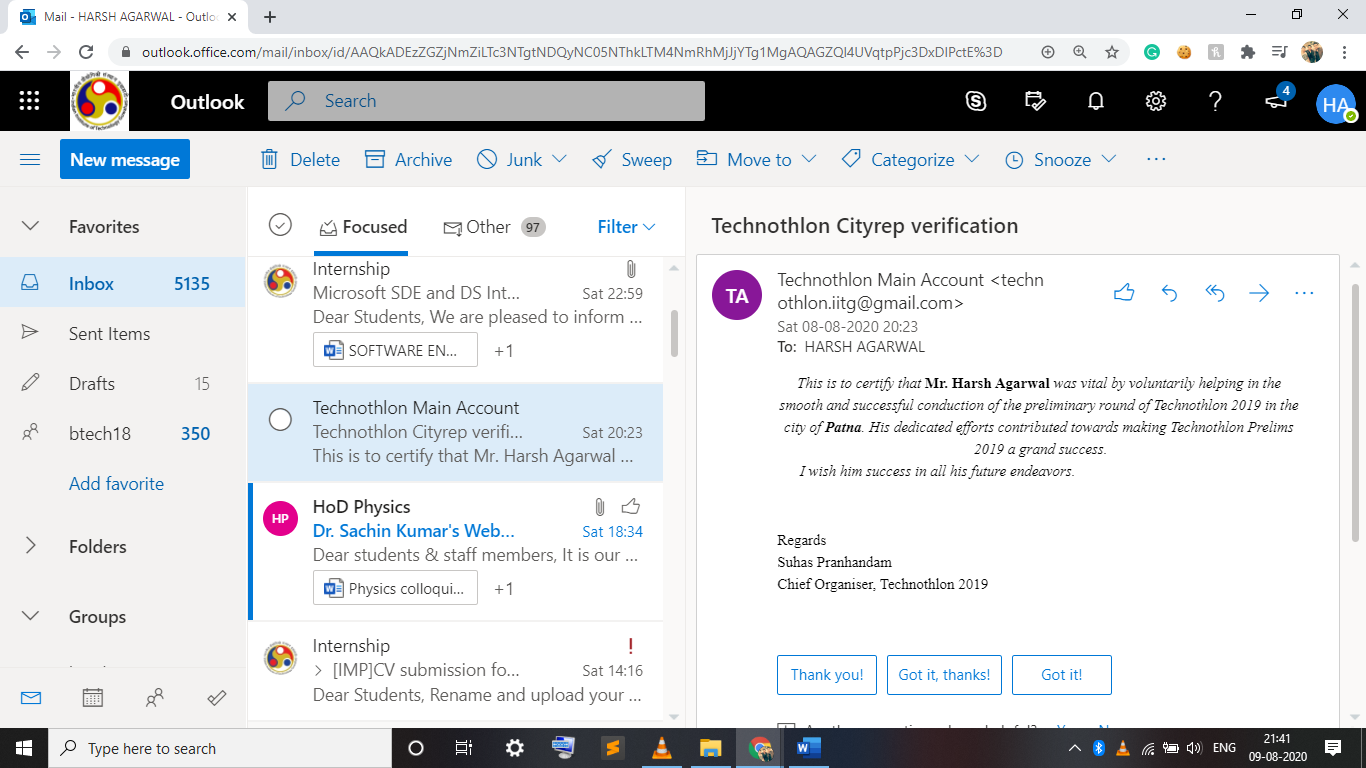 Mail - HARSH AGARWAL - Outlo
outlook.office.com/mail/inbox/id/AAQkADEzZGZjNmZiLTc3NTgtNDQyNC05NThkLTM4NmRhMjJjYTg1MgAQAGZQl4UVqtpPjc3DxDIPctE%3D
Outlook
Search
4
HA
New message
Delete
Archive
Junk
Sweep
Move to
Categorize
Snooze
Favorites
Inbox 5135
Sent Items
Drafts 15
btech18 350
Add favorite
Folders
Groups
Focused
Other 97
Filter
Internship
Microsoft SDE and DS Int... Sat 22:59
Dear Students, We are pleased to inform ...
SOFTWARE EN... +1
Technothlon Main Account
Technothlon Cityrep verifi... Sat 20:23
This is to certify that Mr. Harsh Agarwal ...
HP
HoD Physics
Dr. Sachin Kumar's Web... Sat 18:34
Dear students & staff members, It is our ...
Physics colloqui... +1
Internship
[IMP]CV submission fo... Sat 14:16
Dear Students, Rename and upload your ...
Technothlon Cityrep verification
TA
Technothlon Main Account <techn
othlon.iitg@gmail.com>
Sat 08-08-2020 20:23
To: HARSH AGARWAL
This is to certify that Mr. Harsh Agarwal was vital by voluntarily helping in the
smooth and successful conduction of the preliminary round of Technothlon 2019 in the
city of Patna. His dedicated efforts contributed towards making Technothlon Prelims
2019 a grand success.
I wish him success in all his future endeavors.
Regards
Suhas Pranhandam
Chief Organiser, Technothlon 2019
Thank you!
Got it, thanks!
Got it!
Type here to search
ENG
21:41
09-08-2020